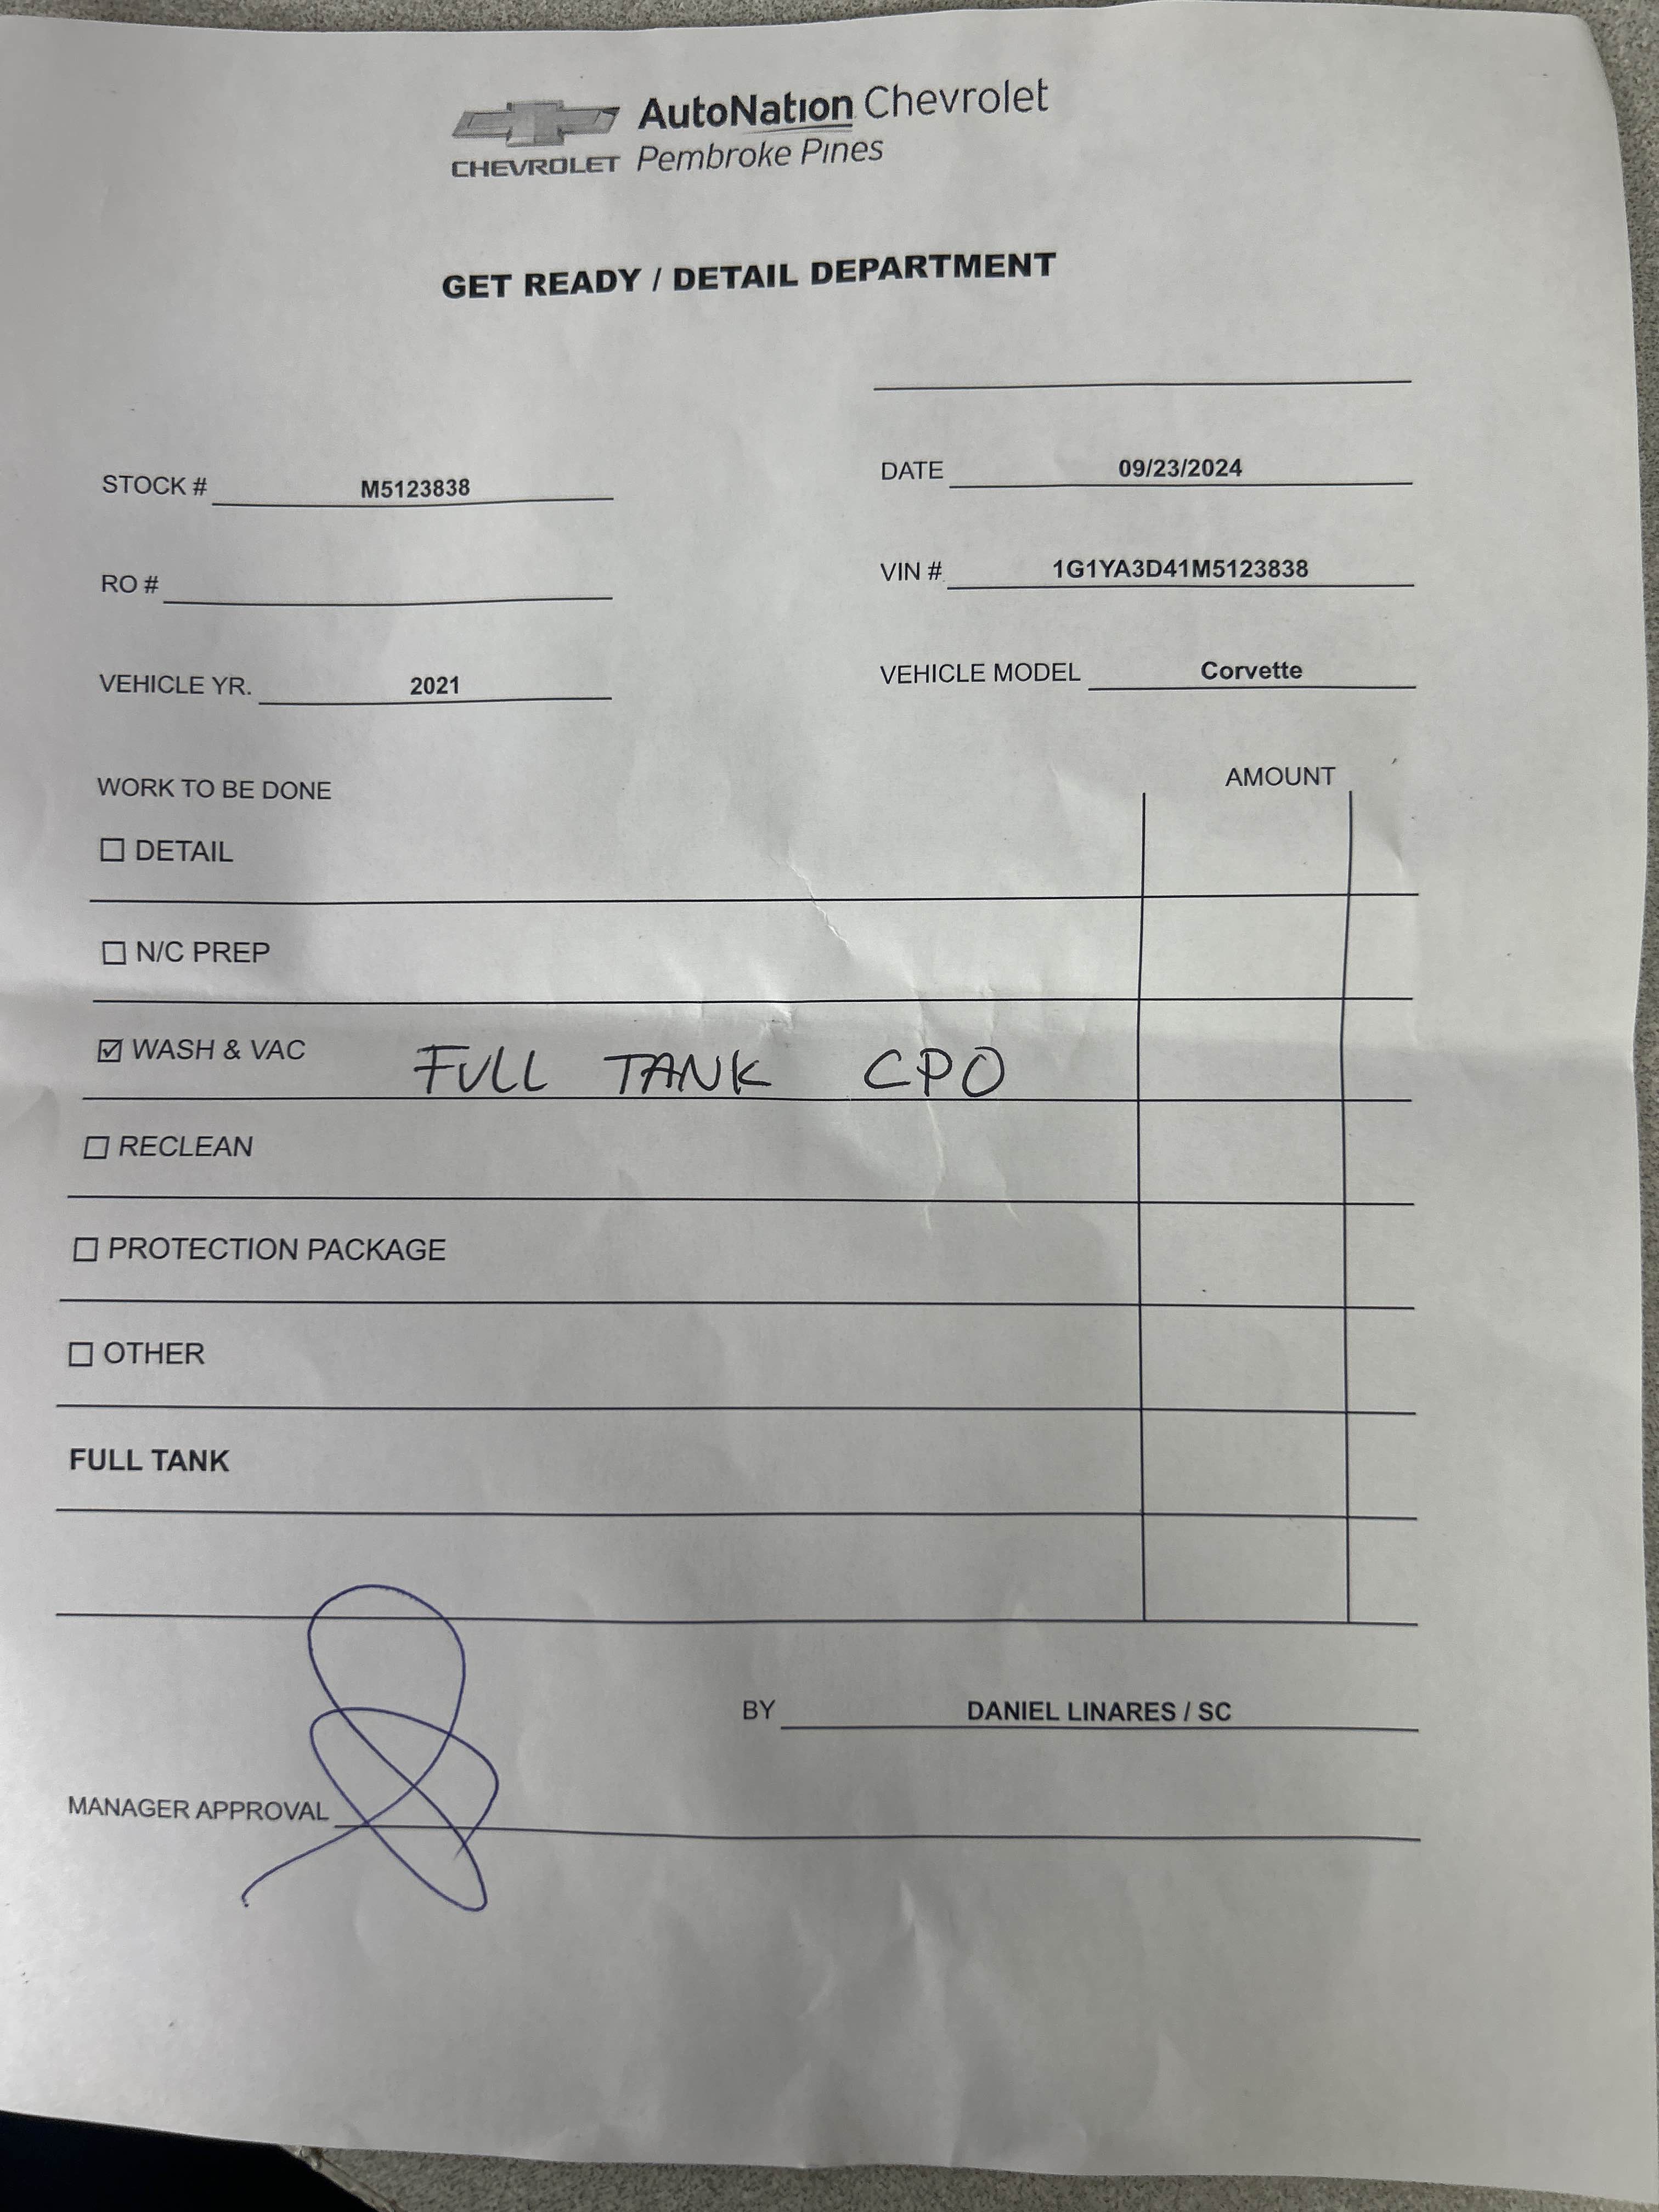 AutoNation Chevrolet
CHEVROLET Pembroke Pines
GET READY / DETAIL DEPARTMENT
STOCK # M5123838 DATE 09/23/2024
RO # VIN # 1G1YA3D41M5123838
VEHICLE YR. 2021 VEHICLE MODEL Corvette
WORK TO BE DONE AMOUNT
☐ DETAIL
☐ N/C PREP
☑ WASH & VAC FULL TANK CPO
☐ RECLEAN
☐ PROTECTION PACKAGE
☐ OTHER
FULL TANK
BY DANIEL LINARES / SC
MANAGER APPROVAL